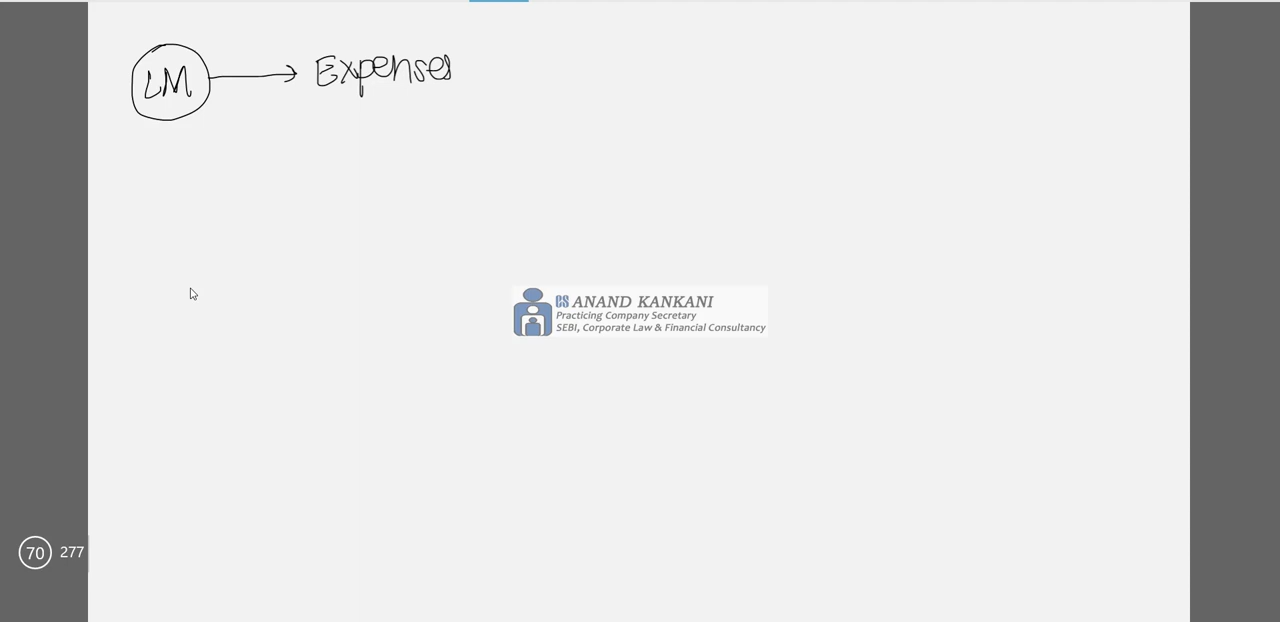 LM → Expenses
CS ANAND KANKANI
Practicing Company Secretary
SEBI, Corporate Law & Financial Consultancy
70 277